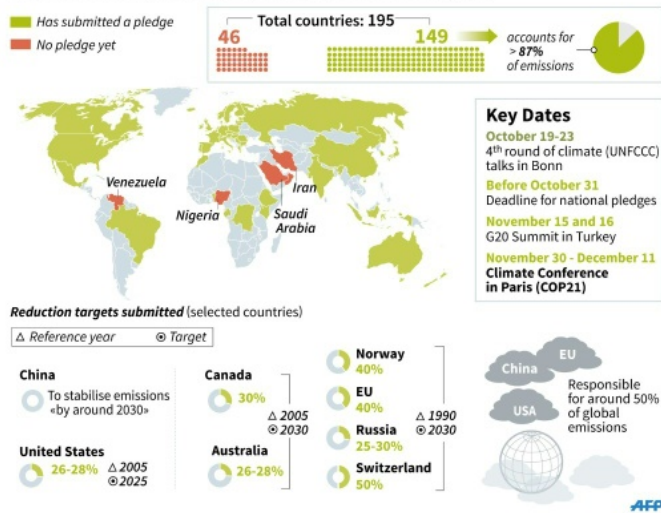 Has submitted a pledge
No pledge yet
Total countries: 195
46
149
accounts for
> 87%
of emissions
Venezuela
Nigeria
Saudi
Arabia
Iran
Key Dates
October 19-23
4th round of climate (UNFCCC)
talks in Bonn
Before October 31
Deadline for national pledges
November 15 and 16
G20 Summit in Turkey
November 30 - December 11
Climate Conference
in Paris (COP21)
Reduction targets submitted (selected countries)
△ Reference year
⦿ Target
China
To stabilise emissions
«by around 2030»
United States
26-28%
△ 2005
⦿ 2025
Canada
30%
Australia
26-28%
△ 2005
⦿ 2030
Norway
40%
EU
40%
Russia
25-30%
Switzerland
50%
△ 1990
⦿ 2030
China
EU
USA
Responsible
for around 50%
of global
emissions
AFP